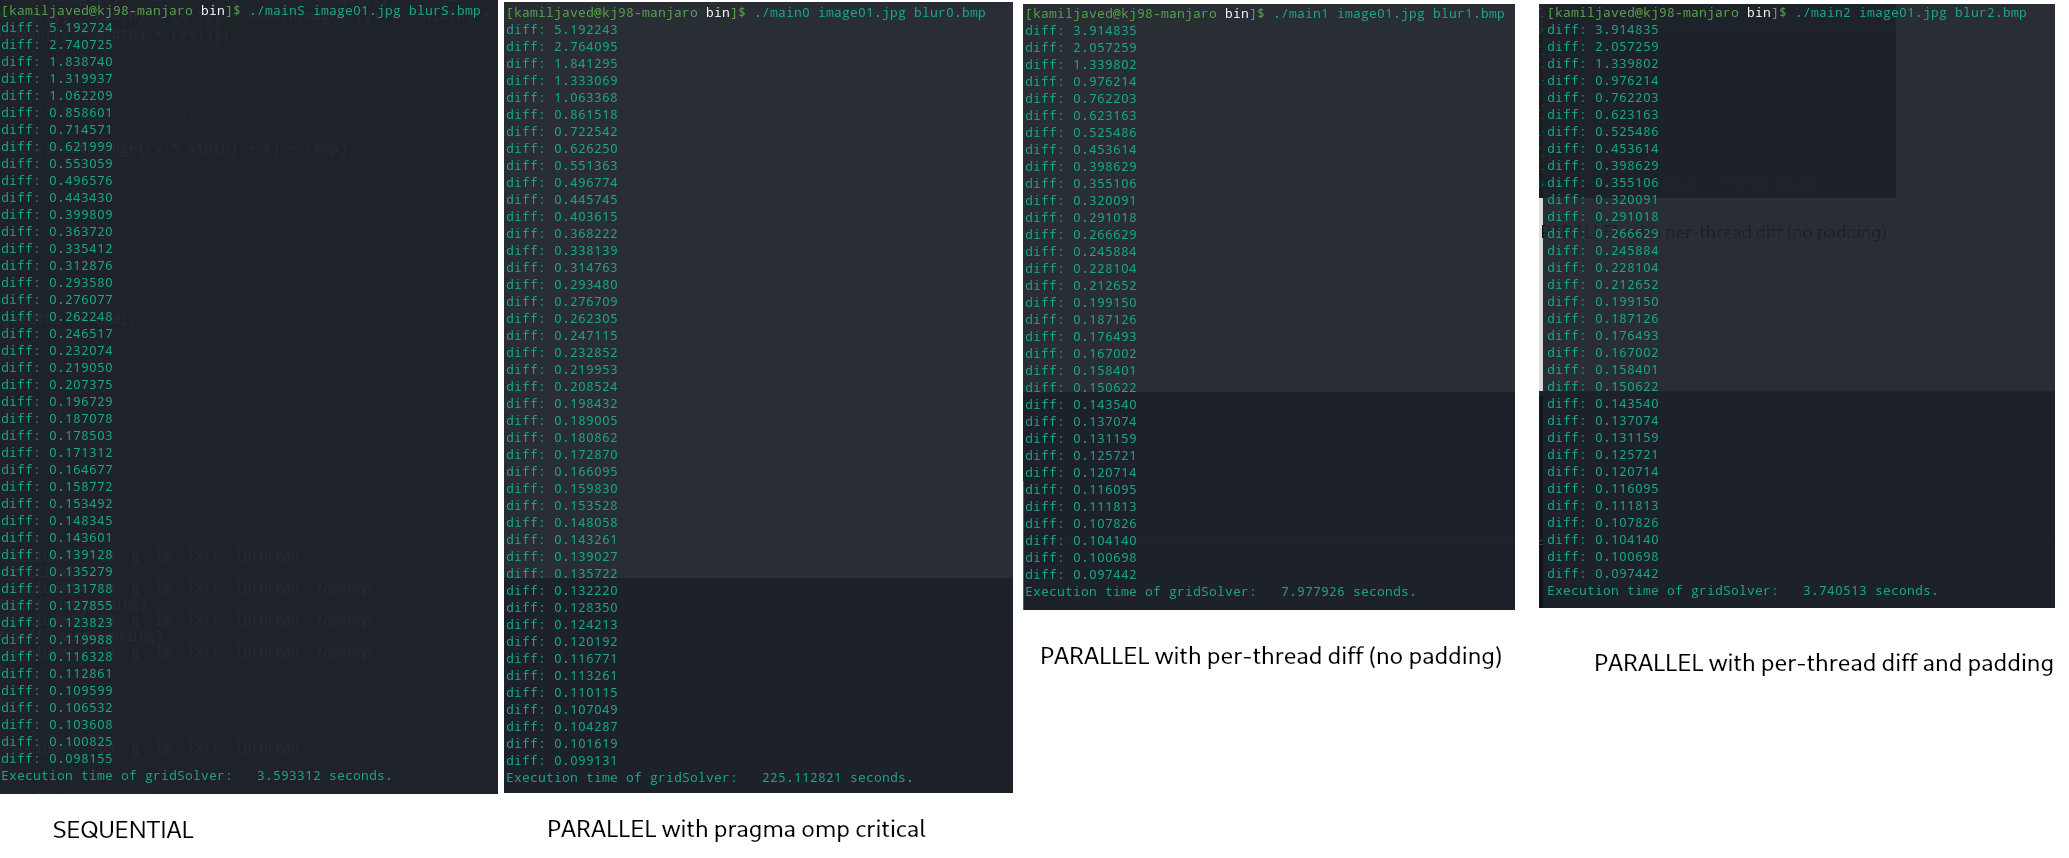 [kamiljaved@kj98-manjaro bin]$ ./mainS image01.jpg blurS.bmp
diff: 5.192724
diff: 2.740725
diff: 1.838740
diff: 1.319937
diff: 1.062209
diff: 0.858601
diff: 0.714571
diff: 0.621999
diff: 0.553059
diff: 0.496576
diff: 0.443430
diff: 0.399809
diff: 0.363720
diff: 0.335412
diff: 0.312876
diff: 0.293580
diff: 0.276077
diff: 0.262248
diff: 0.246517
diff: 0.232074
diff: 0.219050
diff: 0.207375
diff: 0.196729
diff: 0.187078
diff: 0.178503
diff: 0.171312
diff: 0.164677
diff: 0.158772
diff: 0.153492
diff: 0.148345
diff: 0.143601
diff: 0.139128
diff: 0.135279
diff: 0.131788
diff: 0.127855
diff: 0.123823
diff: 0.119988
diff: 0.116328
diff: 0.112861
diff: 0.109599
diff: 0.106532
diff: 0.103608
diff: 0.100825
diff: 0.098155
Execution time of gridSolver: 3.593312 seconds.
SEQUENTIAL
[kamiljaved@kj98-manjaro bin]$ ./main0 image01.jpg blur0.bmp
diff: 5.192243
diff: 2.764095
diff: 1.841295
diff: 1.333069
diff: 1.063368
diff: 0.861518
diff: 0.722542
diff: 0.626250
diff: 0.551363
diff: 0.496774
diff: 0.445745
diff: 0.403615
diff: 0.368222
diff: 0.338139
diff: 0.314763
diff: 0.293480
diff: 0.276709
diff: 0.262305
diff: 0.247115
diff: 0.232852
diff: 0.219953
diff: 0.208524
diff: 0.198432
diff: 0.189005
diff: 0.180862
diff: 0.172870
diff: 0.166095
diff: 0.159830
diff: 0.153528
diff: 0.148058
diff: 0.143261
diff: 0.139027
diff: 0.135722
diff: 0.132220
diff: 0.128350
diff: 0.124213
diff: 0.120192
diff: 0.116771
diff: 0.113261
diff: 0.110115
diff: 0.107049
diff: 0.104287
diff: 0.101619
diff: 0.099131
Execution time of gridSolver: 225.112821 seconds.
PARALLEL with pragma omp critical
[kamiljaved@kj98-manjaro bin]$ ./main1 image01.jpg blur1.bmp
diff: 3.914835
diff: 2.057259
diff: 1.339802
diff: 0.976214
diff: 0.762203
diff: 0.623163
diff: 0.525486
diff: 0.453614
diff: 0.398629
diff: 0.355106
diff: 0.320091
diff: 0.291018
diff: 0.266629
diff: 0.245884
diff: 0.228104
diff: 0.212652
diff: 0.199150
diff: 0.187126
diff: 0.176493
diff: 0.167002
diff: 0.158401
diff: 0.150622
diff: 0.143540
diff: 0.137074
diff: 0.131159
diff: 0.125721
diff: 0.120714
diff: 0.116095
diff: 0.111813
diff: 0.107826
diff: 0.104140
diff: 0.100698
diff: 0.097442
Execution time of gridSolver: 7.977926 seconds.
PARALLEL with per-thread diff (no padding)
[kamiljaved@kj98-manjaro bin]$ ./main2 image01.jpg blur2.bmp
diff: 3.914835
diff: 2.057259
diff: 1.339802
diff: 0.976214
diff: 0.762203
diff: 0.623163
diff: 0.525486
diff: 0.453614
diff: 0.398629
diff: 0.355106
diff: 0.320091
diff: 0.291018
diff: 0.266629
per-thread diff (no padding)
diff: 0.245884
diff: 0.228104
diff: 0.212652
diff: 0.199150
diff: 0.187126
diff: 0.176493
diff: 0.167002
diff: 0.158401
diff: 0.150622
diff: 0.143540
diff: 0.137074
diff: 0.131159
diff: 0.125721
diff: 0.120714
diff: 0.116095
diff: 0.111813
diff: 0.107826
diff: 0.104140
diff: 0.100698
diff: 0.097442
Execution time of gridSolver: 3.740513 seconds.
PARALLEL with per-thread diff and padding